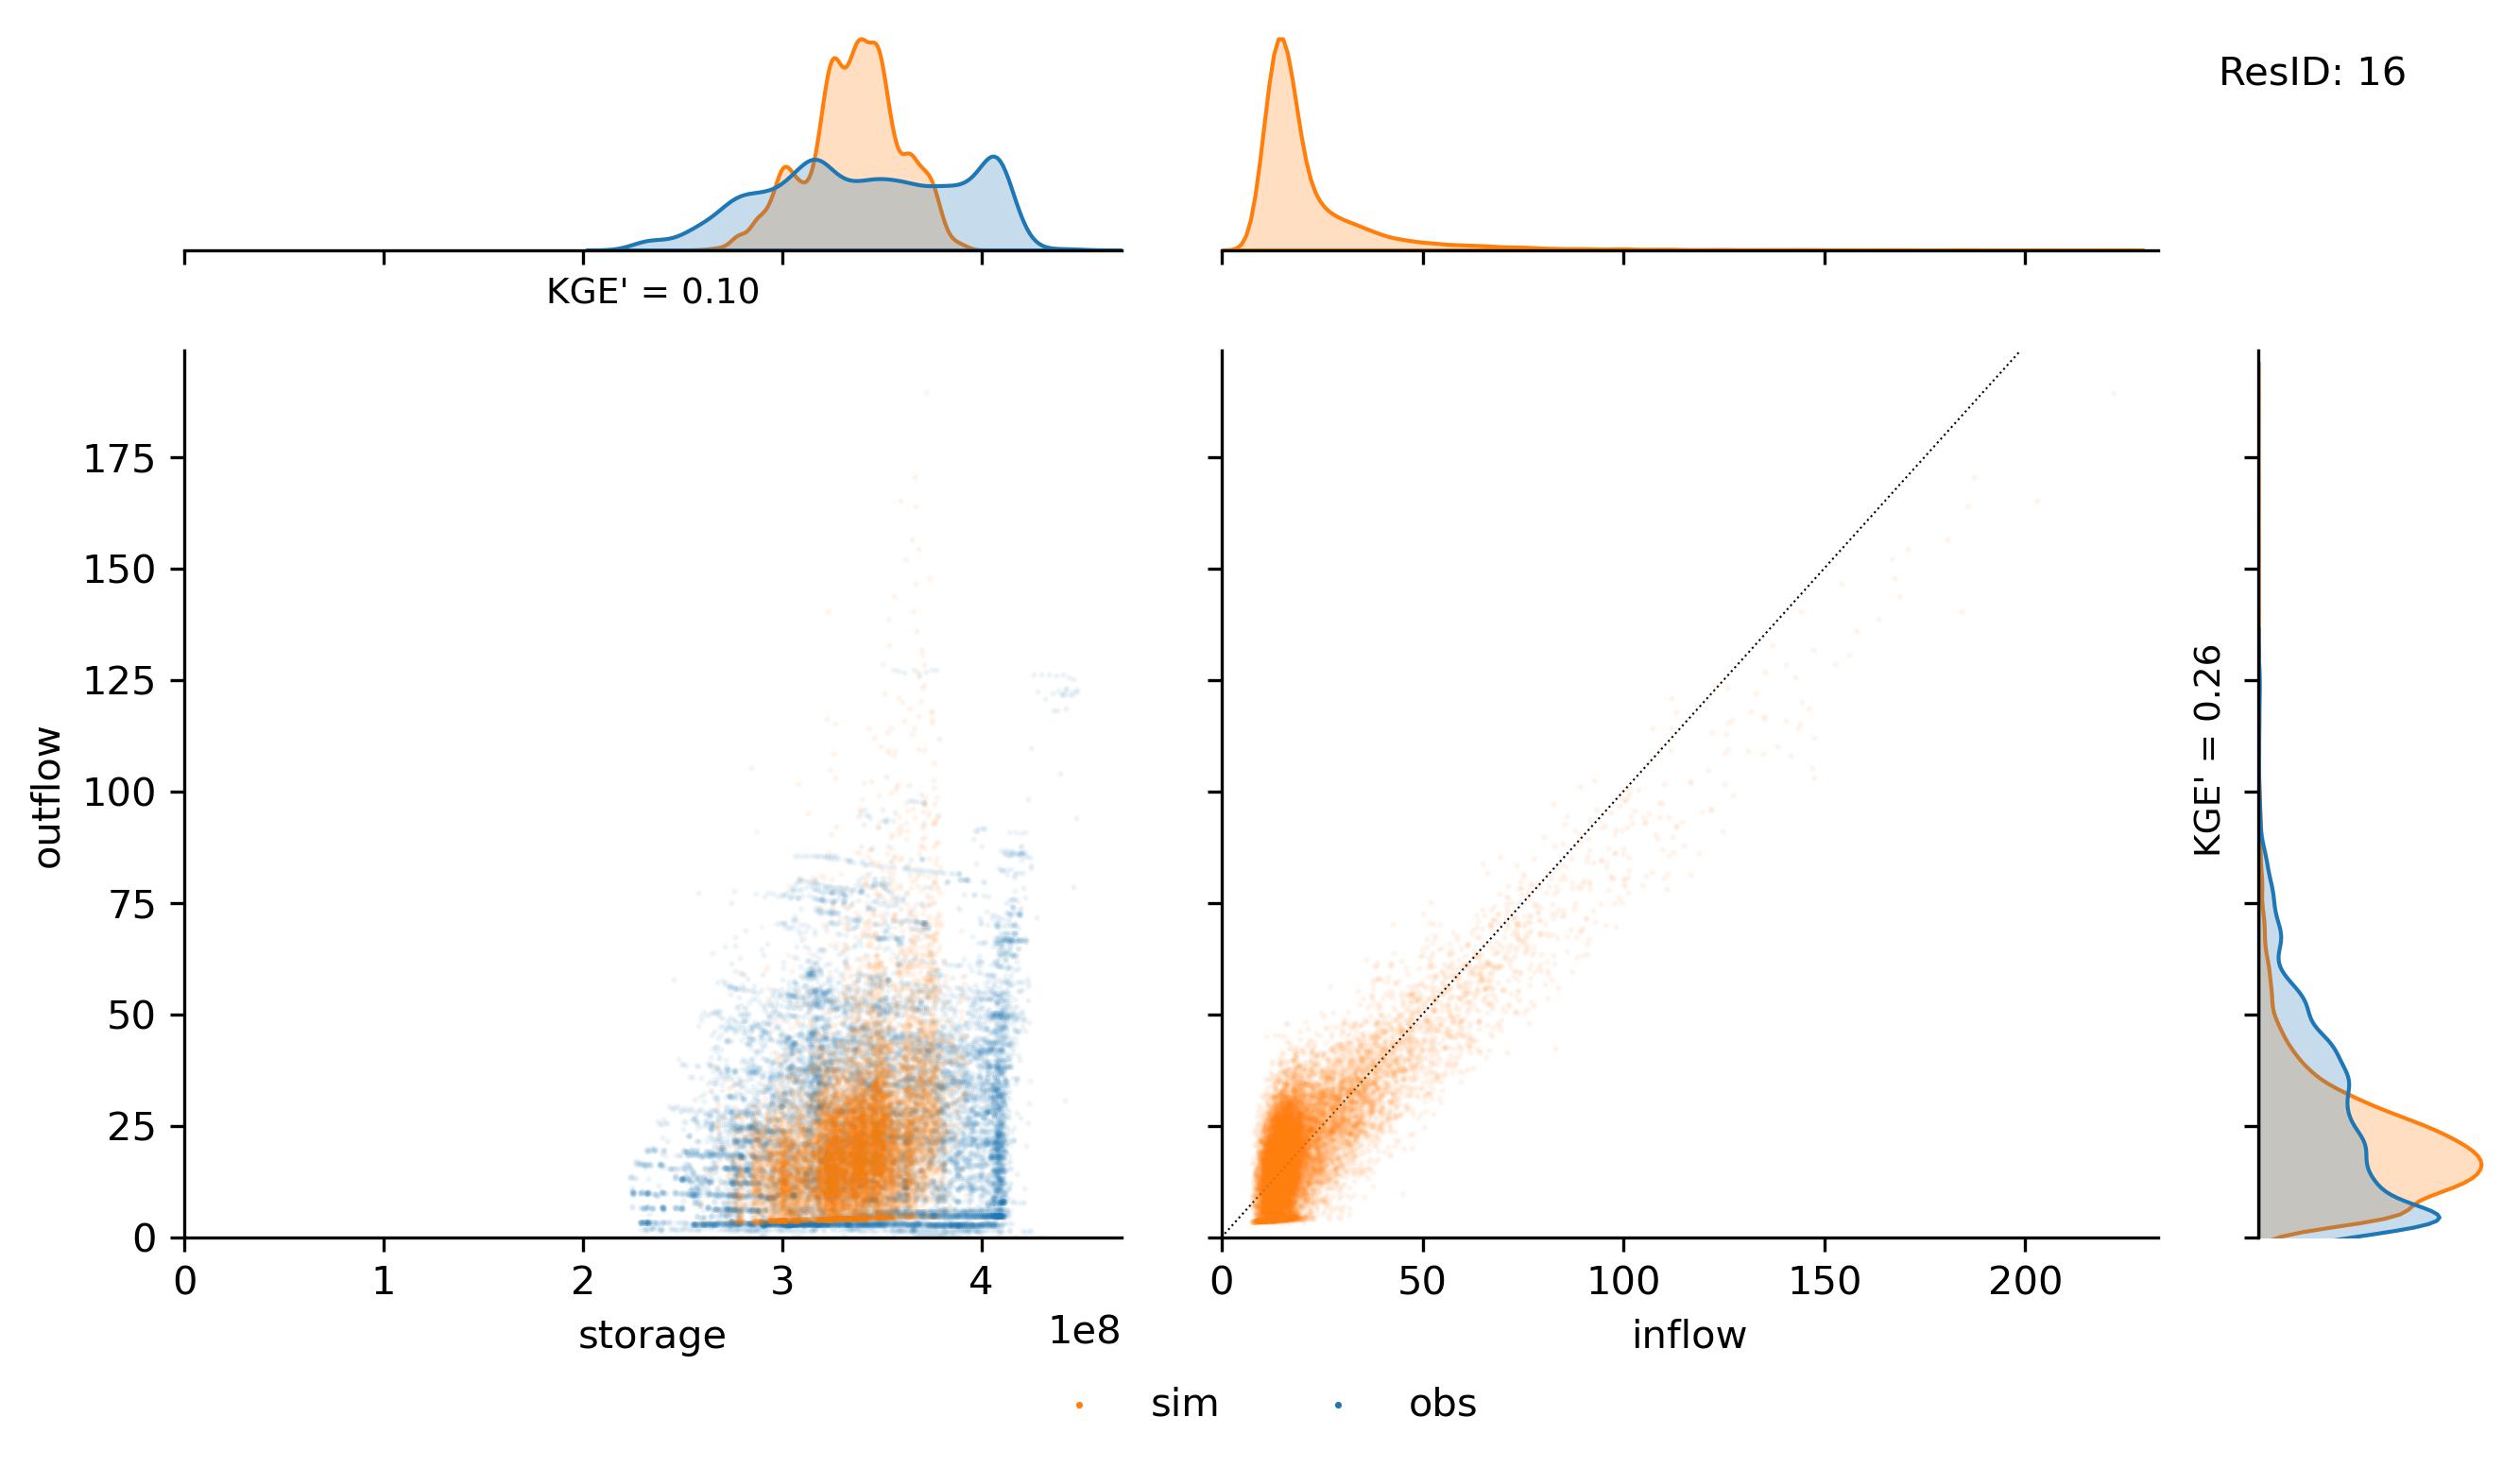 ResID: 16
KGE' = 0.10
175
150
125
100
75
50
25
0
outflow
0 1 2 3 4
storage
1e8
0 50 100 150 200
inflow
KGE' = 0.26
sim obs